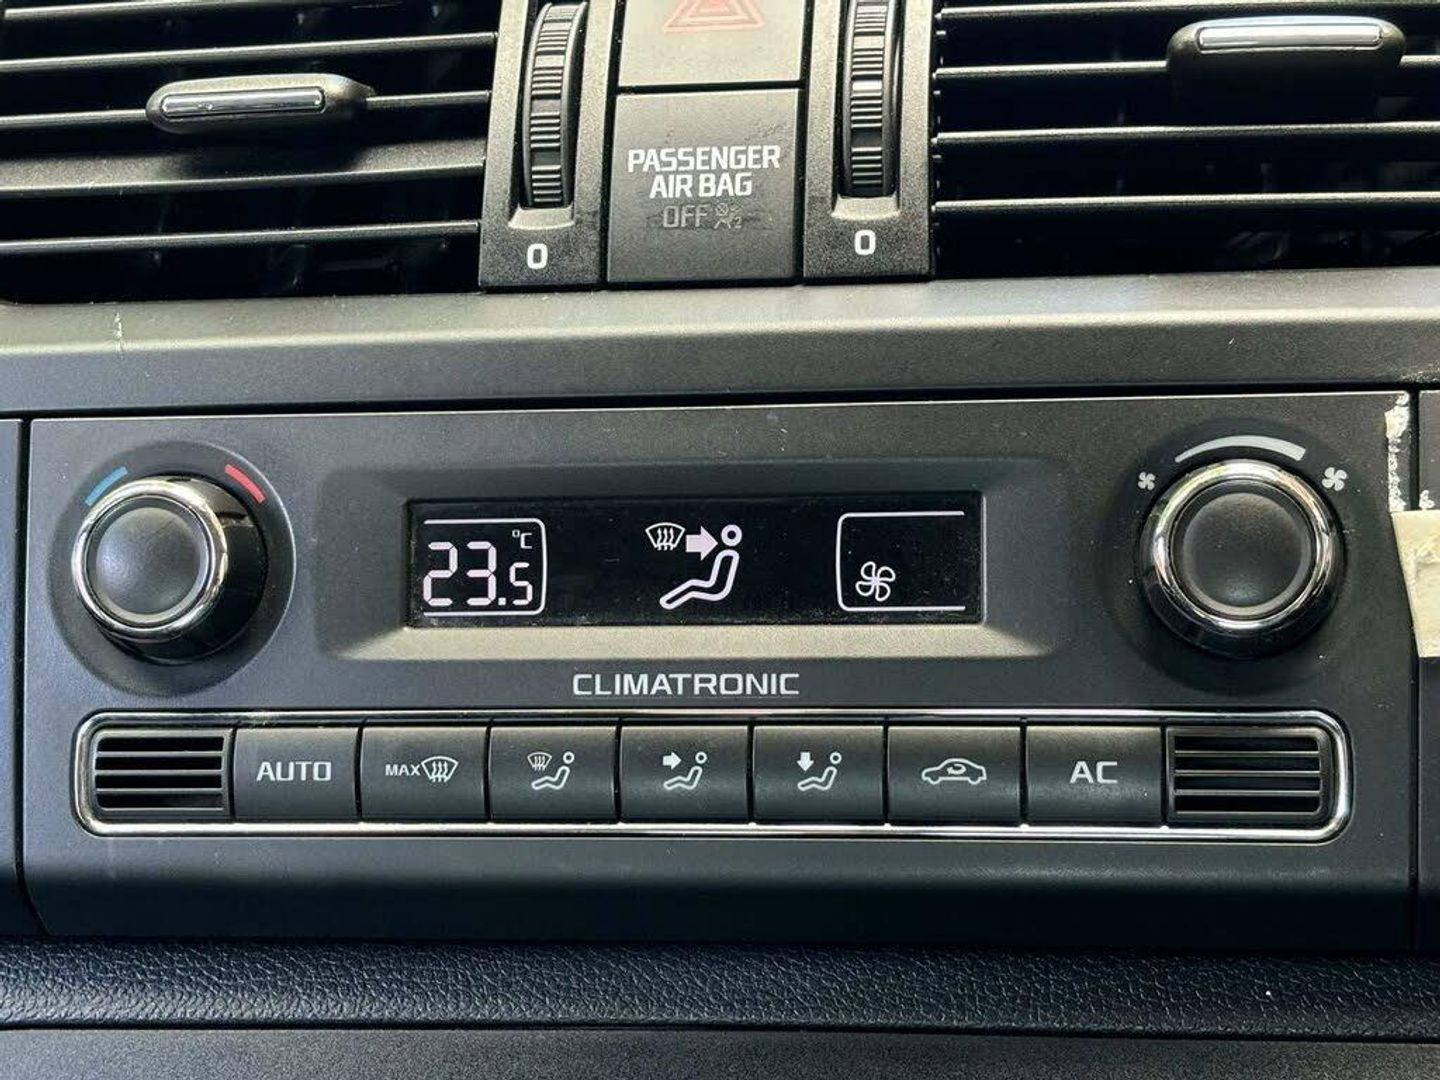 PASSENGER
AIR BAG
OFF
0
0
23.5 °C
CLIMATRONIC
AUTO
MAX
AC